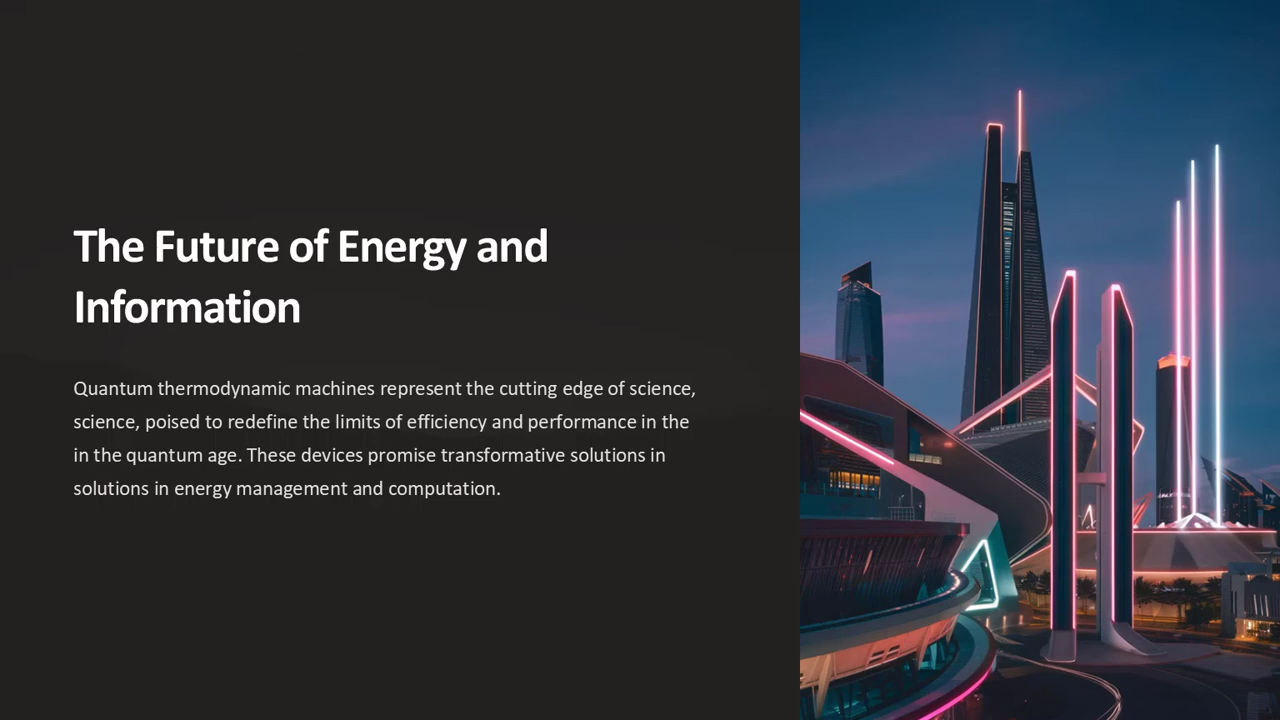 The Future of Energy and
Information
Quantum thermodynamic machines represent the cutting edge of science,
science, poised to redefine the limits of efficiency and performance in the
in the quantum age. These devices promise transformative solutions in
solutions in energy management and computation.